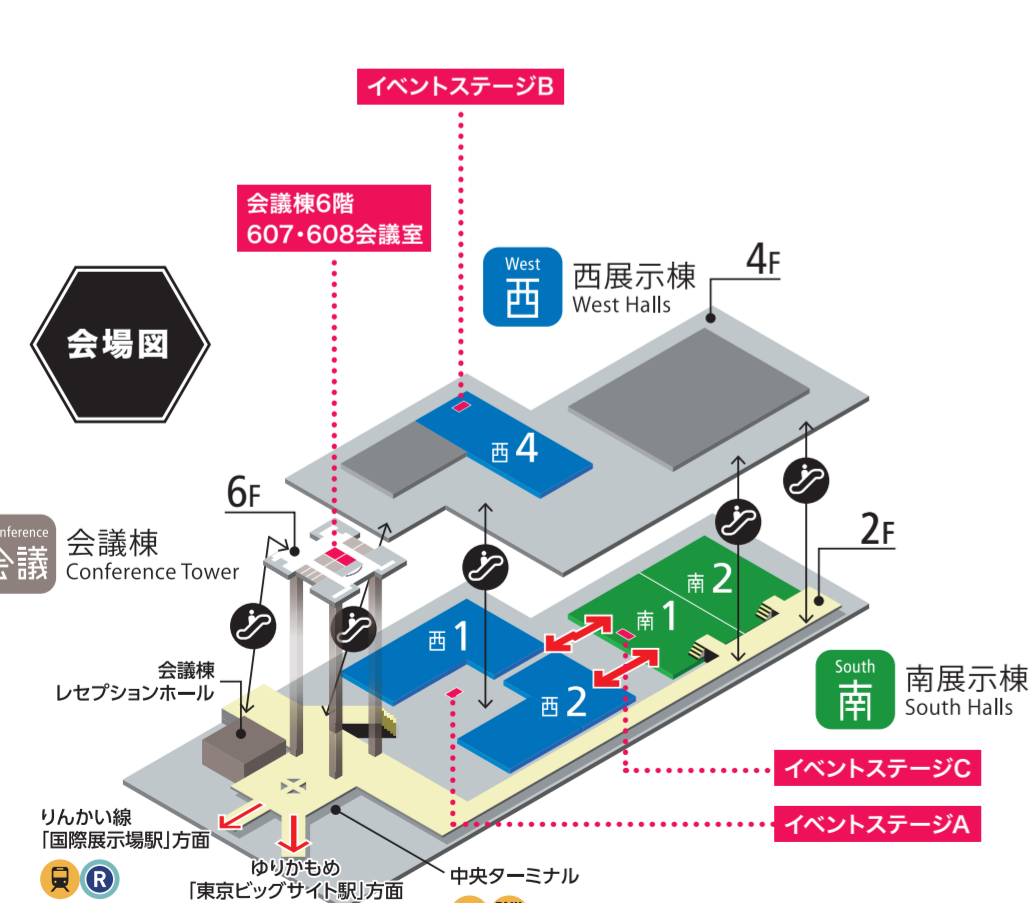 イベントステージB
会議棟6階
607・608会議室
West
西
西展示棟
West Halls
4F
会場図
西4
6F
nference
会議
会議棟
Conference Tower
2F
南2
南1
西1
西2
会議棟
レセプションホール
South
南
南展示棟
South Halls
イベントステージC
イベントステージA
りんかい線
「国際展示場駅」方面
R
ゆりかもめ
「東京ビッグサイト駅」方面
中央ターミナル